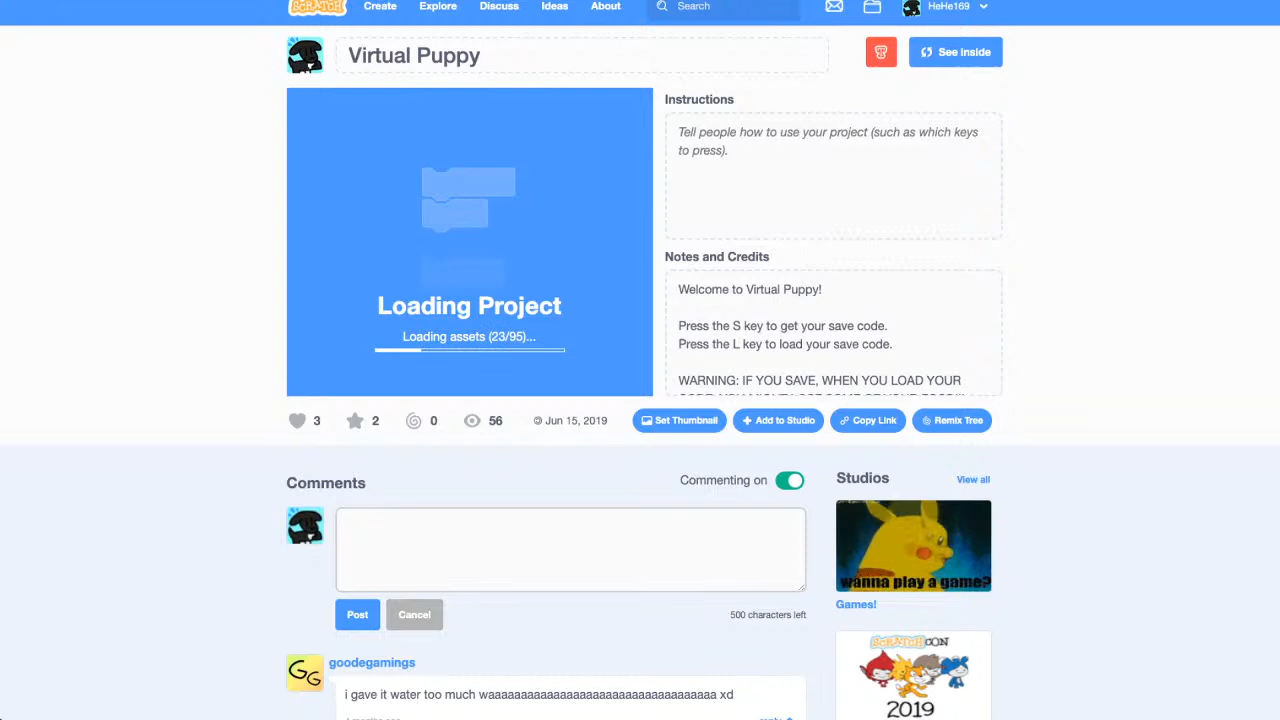 SCRATCH Create Explore Discuss Ideas About Search HeHe169
Virtual Puppy
See inside
Instructions
Tell people how to use your project (such as which keys
to press).
Loading Project
Loading assets (23/95)...
Notes and Credits
Welcome to Virtual Puppy!
Press the S key to get your save code.
Press the L key to load your save code.
WARNING: IF YOU SAVE, WHEN YOU LOAD YOUR
3 2 0 56 © Jun 15, 2019 Set Thumbnail Add to Studio Copy Link Remix Tree
Comments
Commenting on
Studios View all
wanna play a game?
Games!
Post Cancel
500 characters left
GG
goodegamings
i gave it water too much waaaaaaaaaaaaaaaaaaaaaaaaaaaaaaaaaaa xd
SCRATCH CON
2019